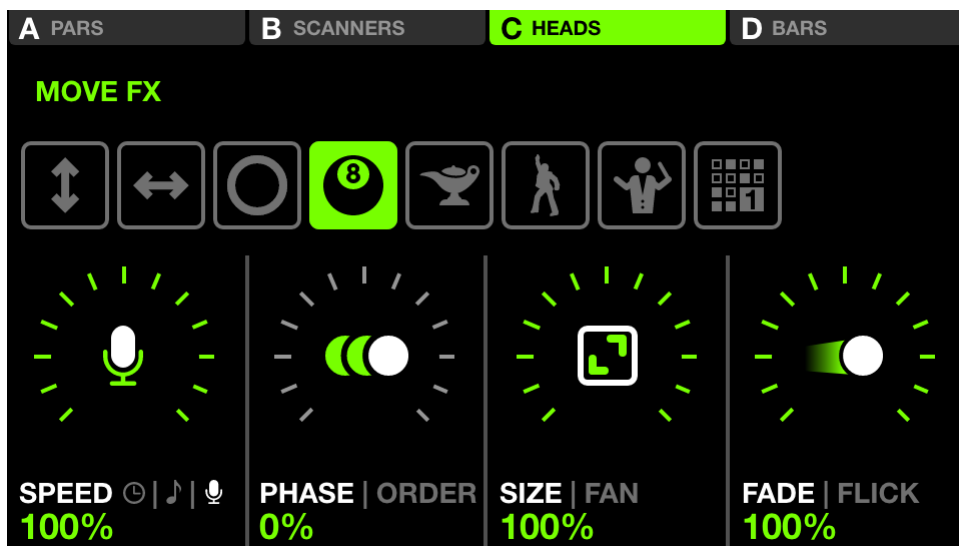 A PARS B SCANNERS C HEADS D BARS
MOVE FX
8 1
SPEED | | PHASE | ORDER SIZE | FAN FADE | FLICK
100% 0% 100% 100%